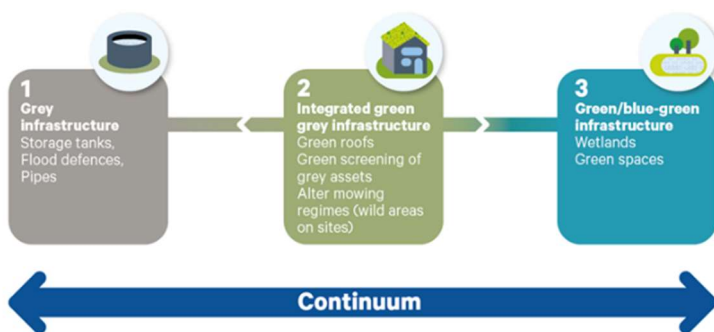 1
Grey
infrastructure
Storage tanks,
Flood defences,
Pipes
2
Integrated green
grey infrastructure
Green roofs
Green screening of
grey assets
Alter mowing
regimes (wild areas
on sites)
3
Green/blue-green
infrastructure
Wetlands
Green spaces
Continuum